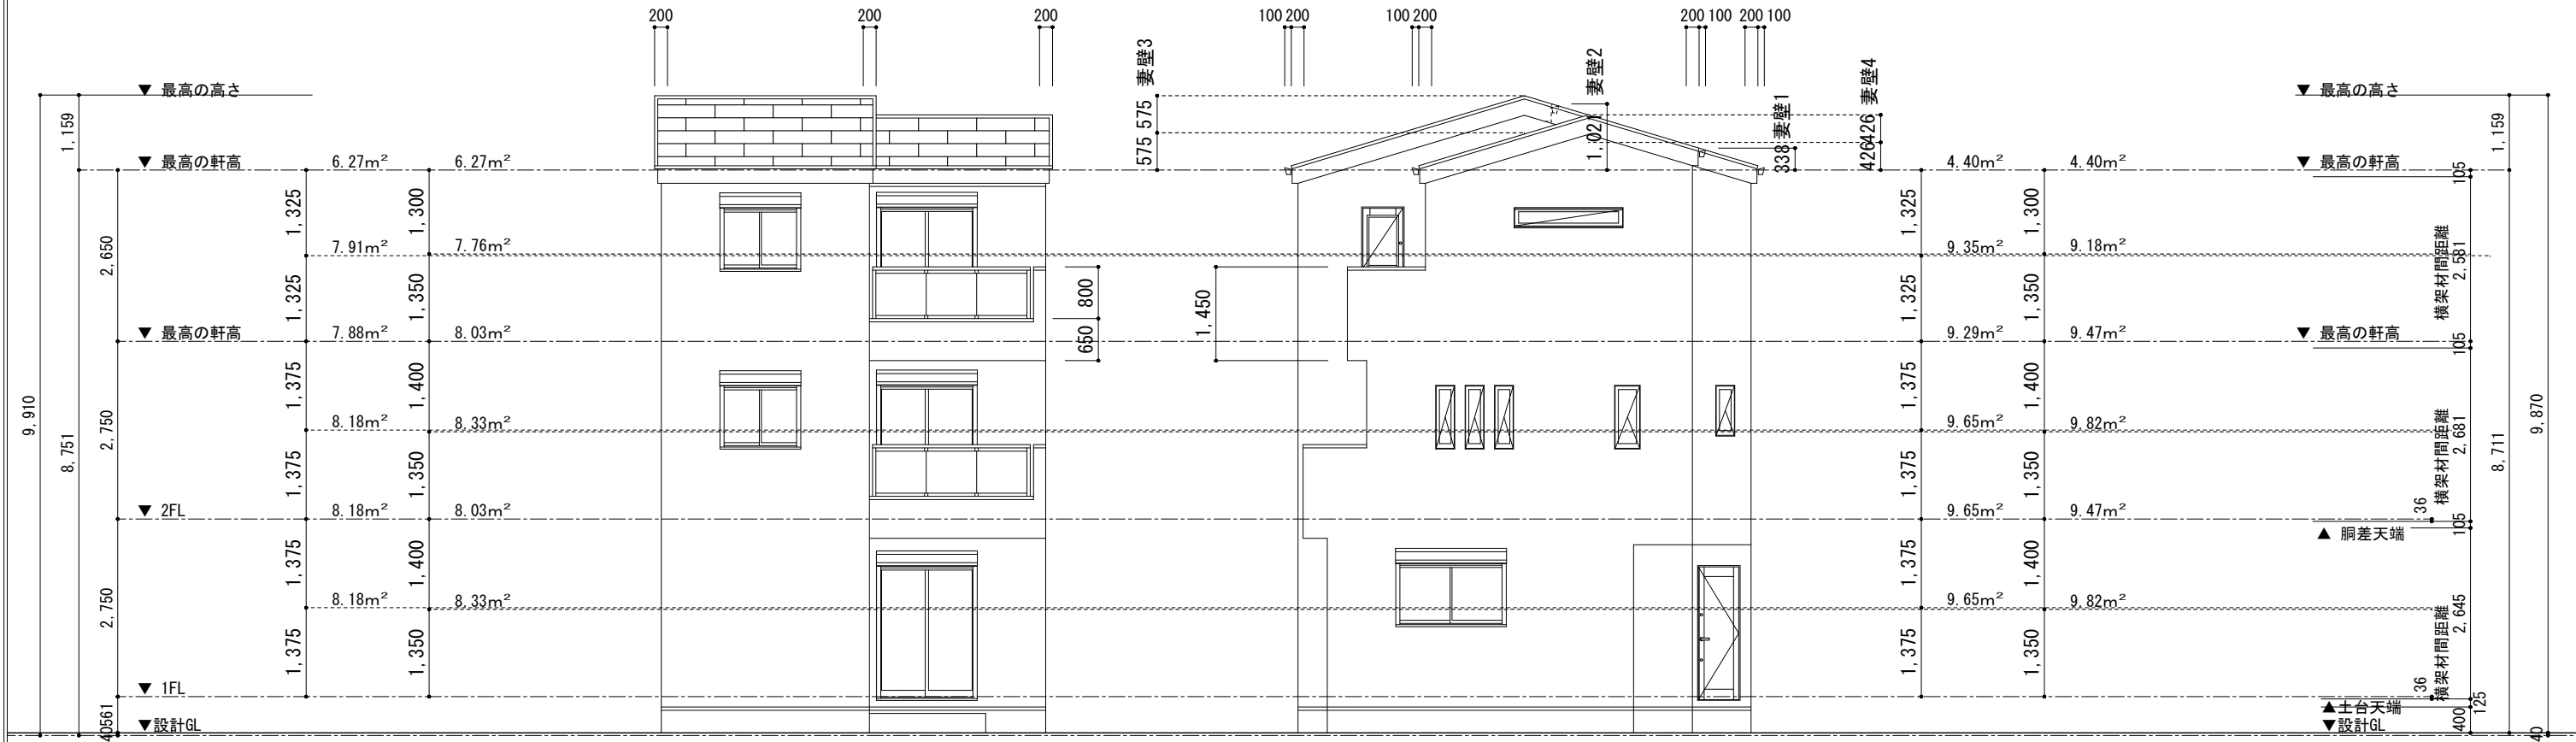 200 200 200 100 200 100 200 200 100 200 100
妻壁3
妻壁2
妻壁4
妻壁1
▼ 最高の高さ
▼ 最高の高さ
1,159
575 575
1,021
338
426 426
1,159
▼ 最高の軒高 6.27m² 6.27m²
4.40m² 4.40m² ▼ 最高の軒高
105
1,325 1,300
1,325 1,300
2,650
7.91m² 7.76m²
9.35m² 9.18m²
横架材間距離
2,581
1,325 1,350
800
1,450
650
1,325 1,350
▼ 最高の軒高 7.88m² 8.03m²
9.29m² 9.47m² ▼ 最高の軒高
105
1,375 1,400
1,375 1,400
9,910
8,751
2,750
8.18m² 8.33m²
9.65m² 9.82m²
横架材間距離
2,681
8,711
9,870
1,375 1,350
1,375 1,350
▼ 2FL 8.18m² 8.03m²
9.65m² 9.47m²
36
105
▲ 胴差天端
1,375 1,400
1,375 1,400
2,750
8.18m² 8.33m²
9.65m² 9.82m²
横架材間距離
2,645
1,375 1,350
1,375 1,350
▼ 1FL
36
▲土台天端
125
561
▼設計GL
▼設計GL
400
40
40